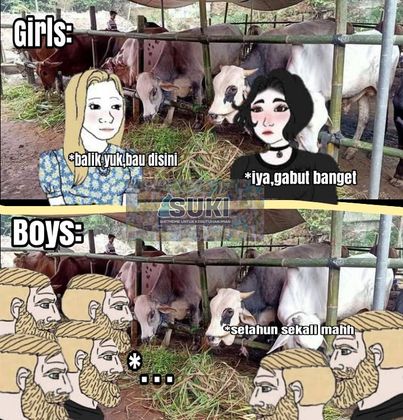 Girls:
*balik yuk,bau disini
*iya,gabut banget
SUKI
Boys:
*setahun sekali mahh
*...